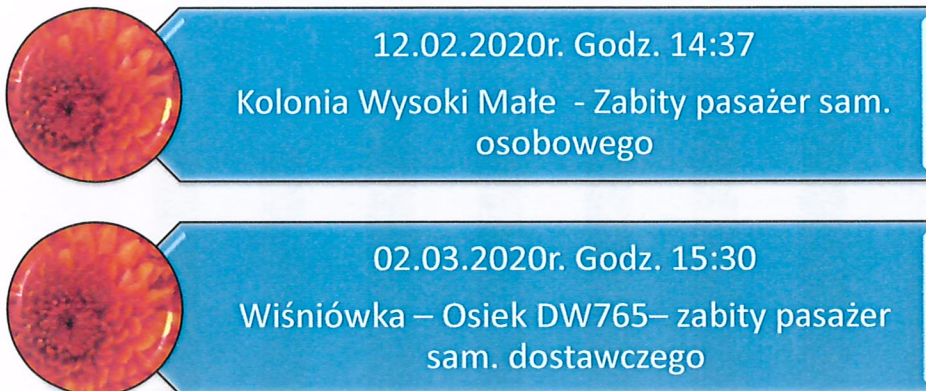 12.02.2020r. Godz. 14:37
Kolonia Wysoki Małe  - Zabity pasażer sam.
osobowego
02.03.2020r. Godz. 15:30
Wiśniówka – Osiek DW765– zabity pasażer
sam. dostawczego